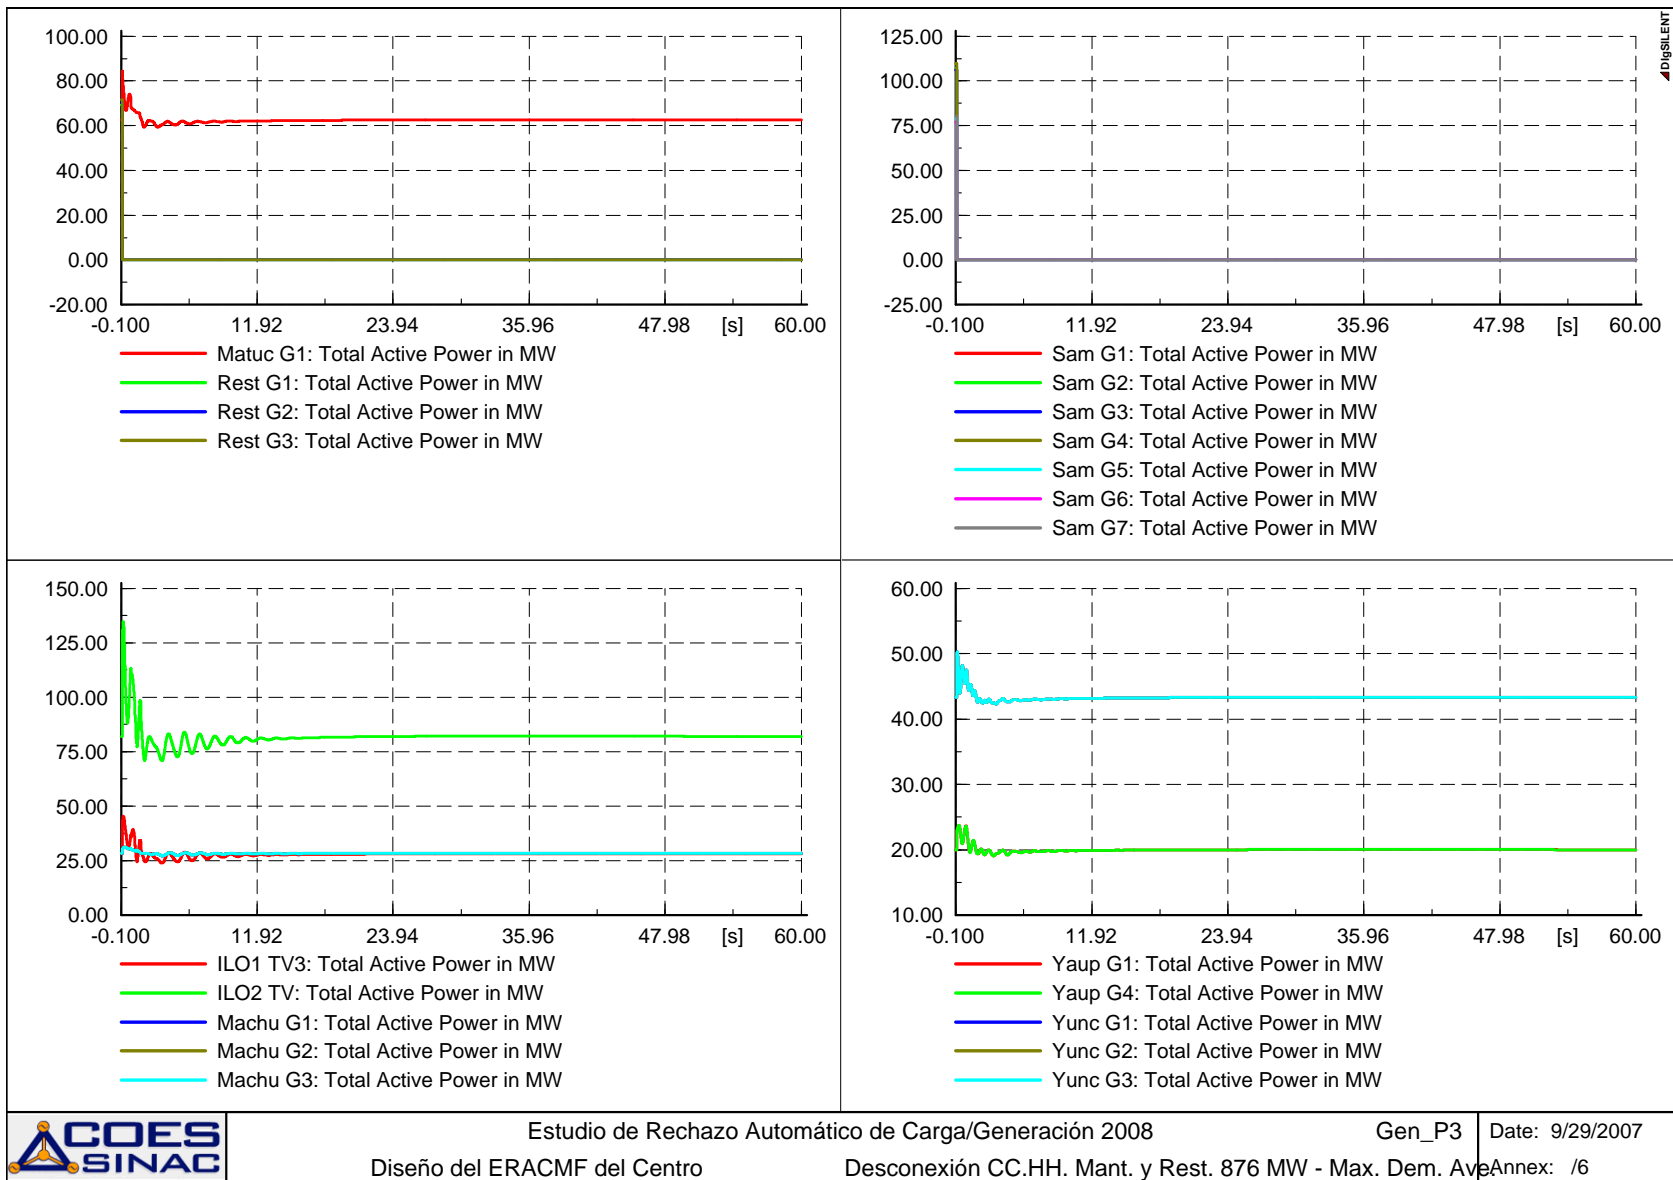 DIgSILENT
100.00
80.00
60.00
40.00
20.00
0.00
-20.00
-0.100 11.92 23.94 35.96 47.98 [s] 60.00
Matuc G1: Total Active Power in MW
Rest G1: Total Active Power in MW
Rest G2: Total Active Power in MW
Rest G3: Total Active Power in MW
125.00
100.00
75.00
50.00
25.00
0.00
-25.00
-0.100 11.92 23.94 35.96 47.98 [s] 60.00
Sam G1: Total Active Power in MW
Sam G2: Total Active Power in MW
Sam G3: Total Active Power in MW
Sam G4: Total Active Power in MW
Sam G5: Total Active Power in MW
Sam G6: Total Active Power in MW
Sam G7: Total Active Power in MW
150.00
125.00
100.00
75.00
50.00
25.00
0.00
-0.100 11.92 23.94 35.96 47.98 [s] 60.00
ILO1 TV3: Total Active Power in MW
ILO2 TV: Total Active Power in MW
Machu G1: Total Active Power in MW
Machu G2: Total Active Power in MW
Machu G3: Total Active Power in MW
60.00
50.00
40.00
30.00
20.00
10.00
-0.100 11.92 23.94 35.96 47.98 [s] 60.00
Yaup G1: Total Active Power in MW
Yaup G4: Total Active Power in MW
Yunc G1: Total Active Power in MW
Yunc G2: Total Active Power in MW
Yunc G3: Total Active Power in MW
COES
SINAC
Estudio de Rechazo Automático de Carga/Generación 2008 Gen_P3
Diseño del ERACMF del Centro Desconexión CC.HH. Mant. y Rest. 876 MW - Max. Dem. Ave
Date: 9/29/2007
Annex: /6